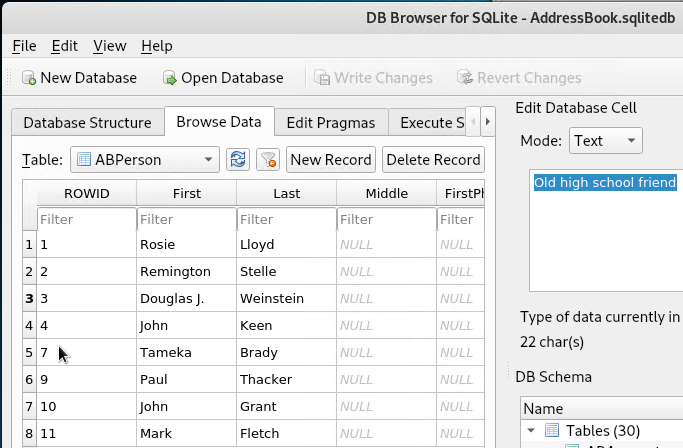 DB Browser for SQLite - AddressBook.sqlitedb
File Edit View Help
New Database Open Database Write Changes Revert Changes
Database Structure Browse Data Edit Pragmas Execute S
Table: ABPerson New Record Delete Record
ROWID First Last Middle FirstPh
Filter Filter Filter Filter Filter
1 1 Rosie Lloyd NULL NULL
2 2 Remington Stelle NULL NULL
3 3 Douglas J. Weinstein NULL NULL
4 4 John Keen NULL NULL
5 7 Tameka Brady NULL NULL
6 9 Paul Thacker NULL NULL
7 10 John Grant NULL NULL
8 11 Mark Fletch NULL NULL
Edit Database Cell
Mode: Text
Old high school friend
Type of data currently in
22 char(s)
DB Schema
Name
Tables (30)